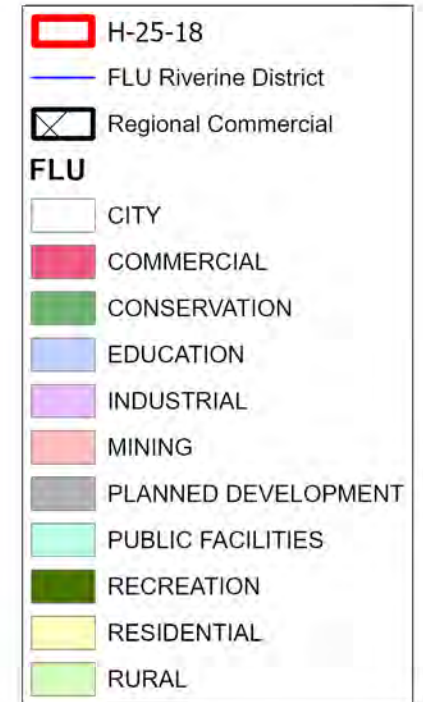 H-25-18
FLU Riverine District
Regional Commercial
FLU
CITY
COMMERCIAL
CONSERVATION
EDUCATION
INDUSTRIAL
MINING
PLANNED DEVELOPMENT
PUBLIC FACILITIES
RECREATION
RESIDENTIAL
RURAL